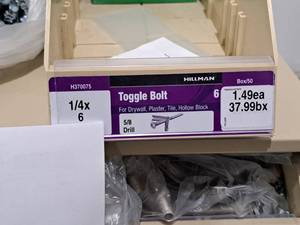 HILLMAN
H370075
Box/50
Toggle Bolt
6
1/4x
6
For Drywall, Plaster, Tile, Hollow Block
5/8
Drill
1.49ea
37.99bx